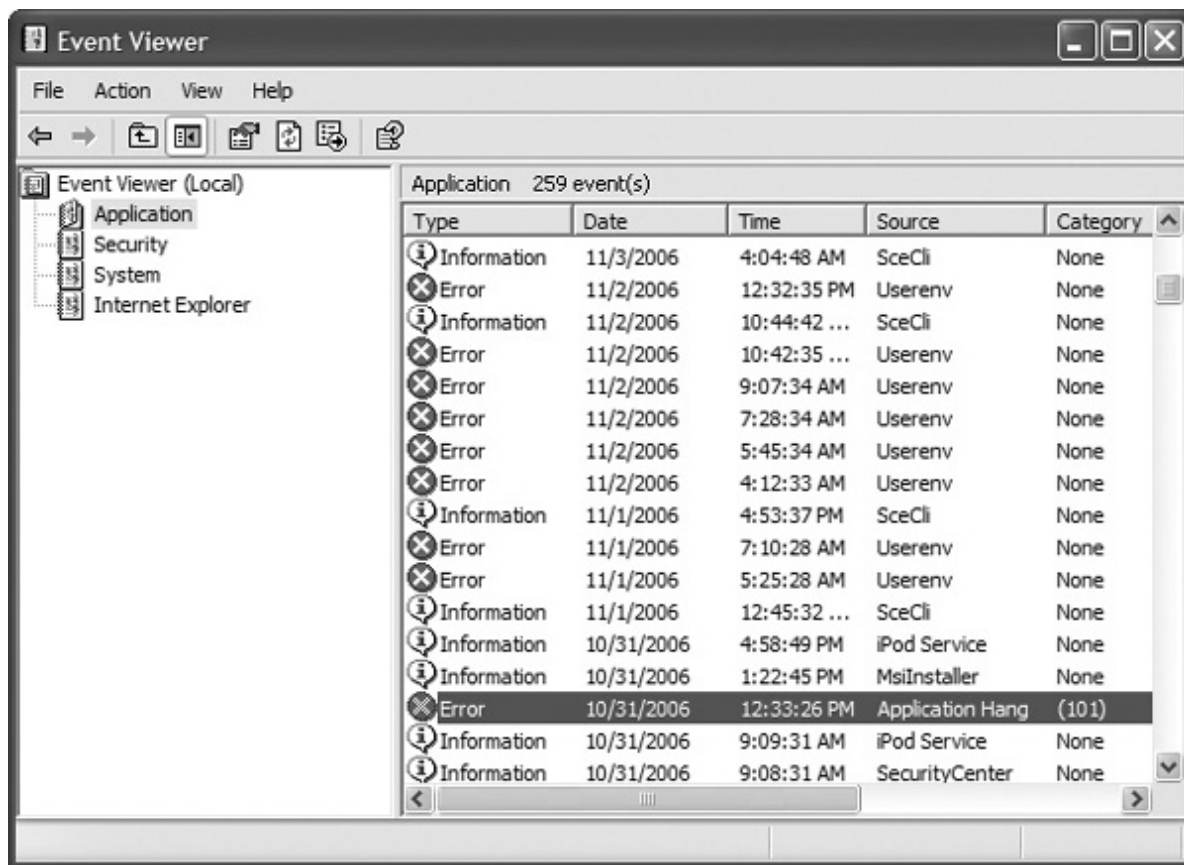 Event Viewer
File Action View Help
Event Viewer (Local)
Application
Security
System
Internet Explorer
Application 259 event(s)
Type Date Time Source Category
Information 11/3/2006 4:04:48 AM SceCli None
Error 11/2/2006 12:32:35 PM Userenv None
Information 11/2/2006 10:44:42 ... SceCli None
Error 11/2/2006 10:42:35 ... Userenv None
Error 11/2/2006 9:07:34 AM Userenv None
Error 11/2/2006 7:28:34 AM Userenv None
Error 11/2/2006 5:45:34 AM Userenv None
Error 11/2/2006 4:12:33 AM Userenv None
Information 11/1/2006 4:53:37 PM SceCli None
Error 11/1/2006 7:10:28 AM Userenv None
Error 11/1/2006 5:25:28 AM Userenv None
Information 11/1/2006 12:45:32 ... SceCli None
Information 10/31/2006 4:58:49 PM iPod Service None
Information 10/31/2006 1:22:45 PM MsiInstaller None
Error 10/31/2006 12:33:26 PM Application Hang (101)
Information 10/31/2006 9:09:31 AM iPod Service None
Information 10/31/2006 9:08:31 AM SecurityCenter None